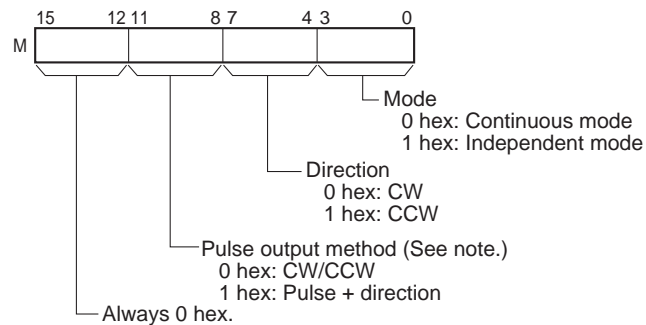 15 12 11 8 7 4 3 0
M
Mode
0 hex: Continuous mode
1 hex: Independent mode
Direction
0 hex: CW
1 hex: CCW
Pulse output method (See note.)
0 hex: CW/CCW
1 hex: Pulse + direction
Always 0 hex.